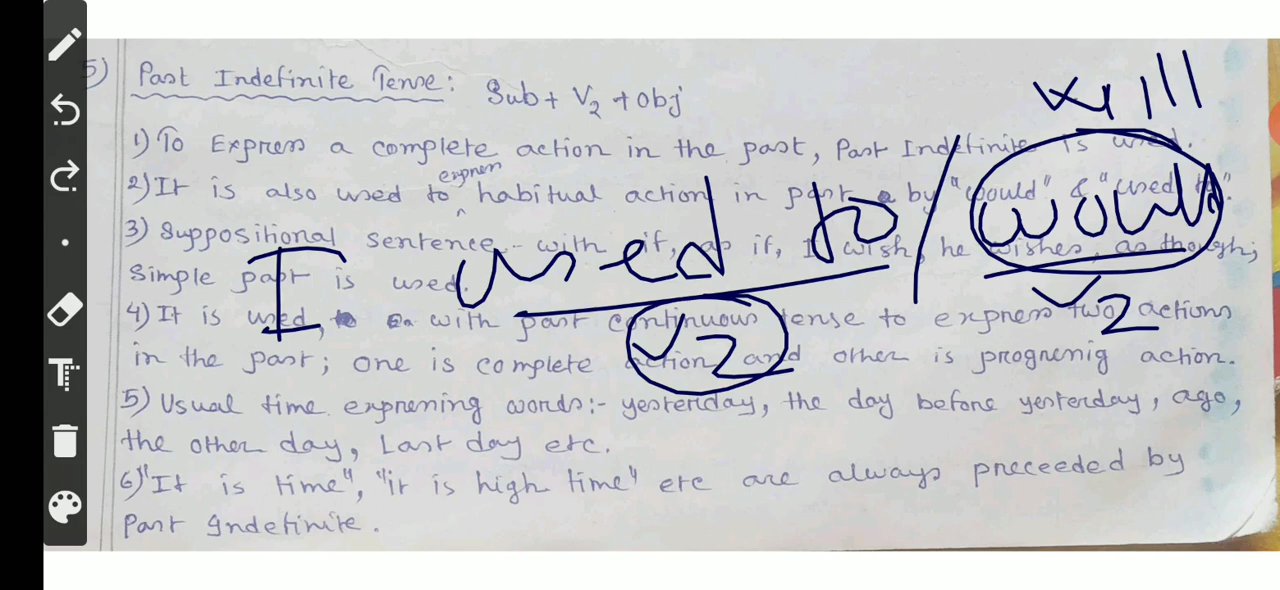 5) Past Indefinite Tense: Sub + V2 + Obj
will
1) To Express a complete action in the past, Past Indefinite is used.
express
2) It is also used to ^ habitual action in past by "would" & "used to".
I used to / would
3) Suppositional sentence:- with if, as if, I wish, he wishes, as though;
Simple past is used.
V2 V2
4) It is used, with past continuous tense to express two actions
in the past; one is complete action and other is progrenig action.
5) Usual time expressing words:- yesterday, the day before yesterday, ago,
the other day, Last day etc.
6) "It is time", "it is high time" etc are always preceeded by
Past Indefinite.
T